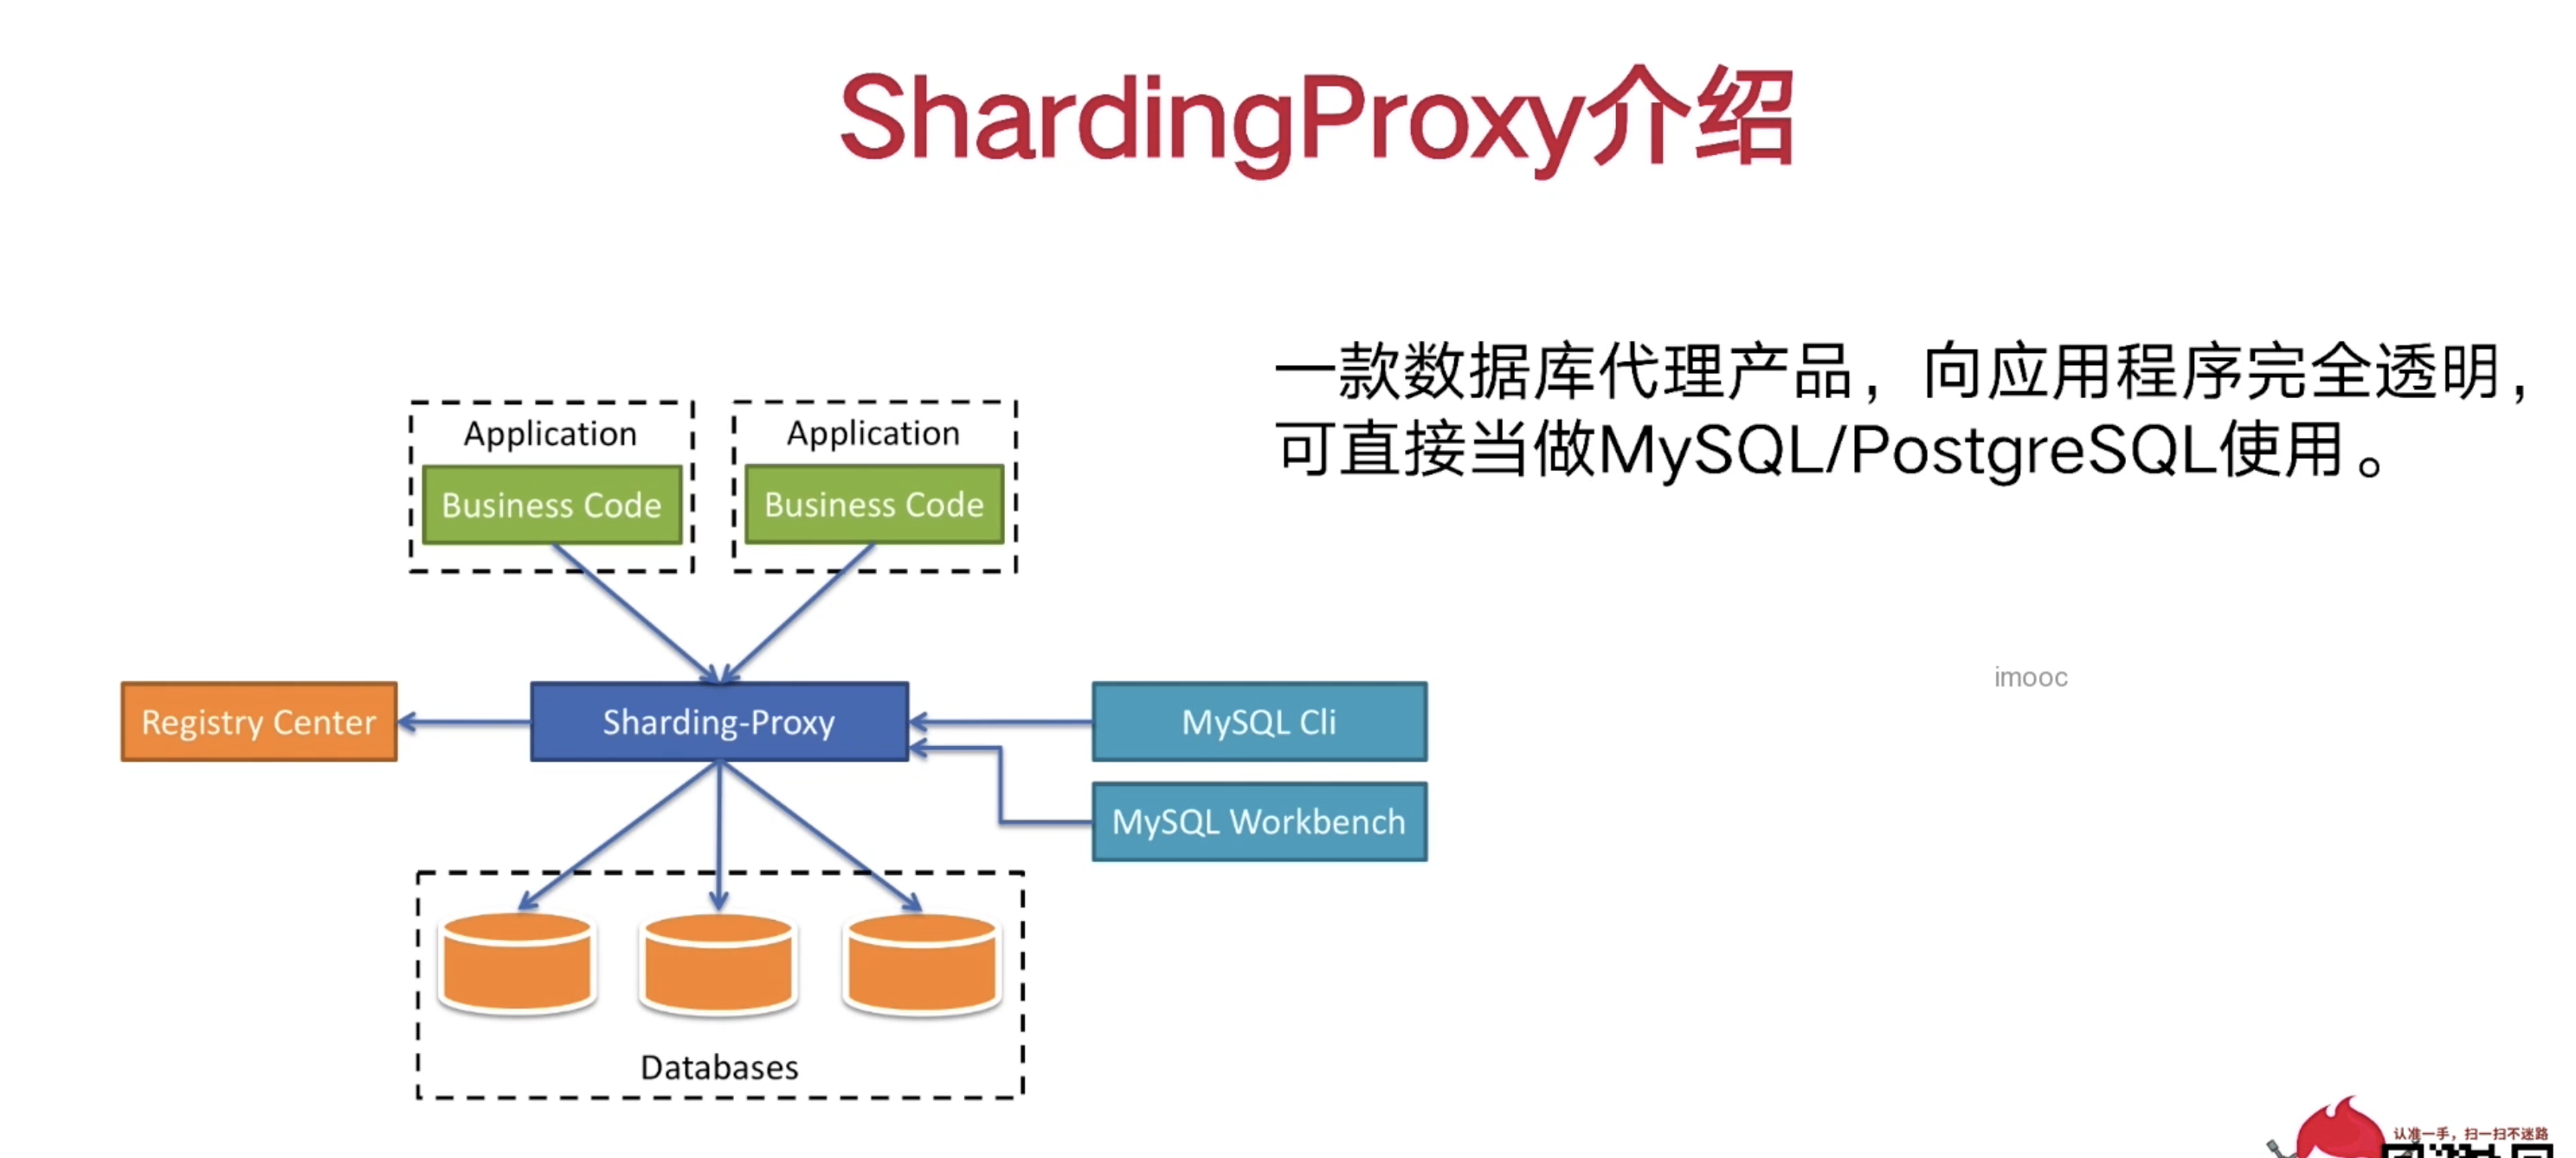 ShardingProxy介绍
一款数据库代理产品，向应用程序完全透明，
可直接当做MySQL/PostgreSQL使用。
Application
Application
Business Code
Business Code
imooc
Registry Center
Sharding-Proxy
MySQL Cli
MySQL Workbench
Databases
认准一手，扫一扫不迷路